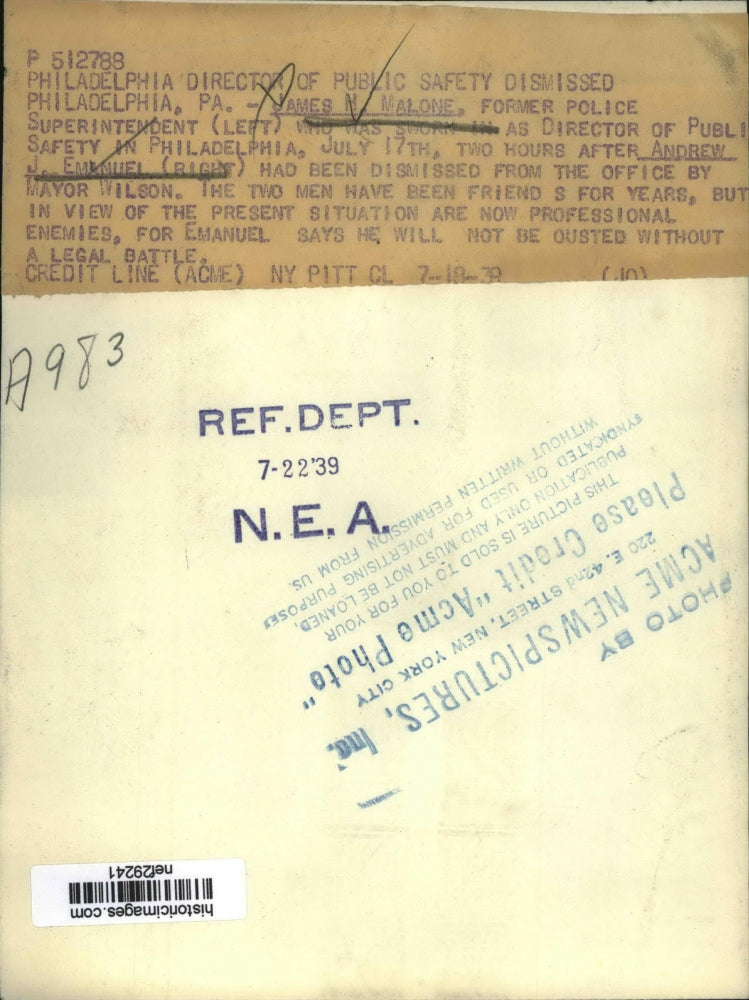 P 512788
PHILADELPHIA DIRECTOR OF PUBLIC SAFETY DISMISSED
PHILADELPHIA, PA. - JAMES H. MALONE, FORMER POLICE
SUPERINTENDENT (LEFT) WHO WAS SWORN IN AS DIRECTOR OF PUBLI
SAFETY IN PHILADELPHIA, JULY 17TH, TWO HOURS AFTER ANDREW
J. EMANUEL (RIGHT) HAD BEEN DISMISSED FROM THE OFFICE BY
MAYOR WILSON. THE TWO MEN HAVE BEEN FRIEND S FOR YEARS, BUT
IN VIEW OF THE PRESENT SITUATION ARE NOW PROFESSIONAL
ENEMIES, FOR EMANUEL SAYS HE WILL NOT BE OUSTED WITHOUT
A LEGAL BATTLE.
CREDIT LINE (ACME) NY PITT CL 7-18-39 (JO)
A983
REF. DEPT.
7-22'39
N.E.A.
PHOTO BY
ACME NEWSPICTURES, Inc.
220 E. 42nd STREET, NEW YORK CITY
Please Credit "Acme Photo"
THIS PICTURE IS SOLD TO YOU FOR YOUR
PUBLICATION ONLY AND MUST NOT BE LOANED,
SYNDICATED OR USED FOR ADVERTISING PURPOSES
WITHOUT WRITTEN PERMISSION FROM US.
historicimages.com
nef29241